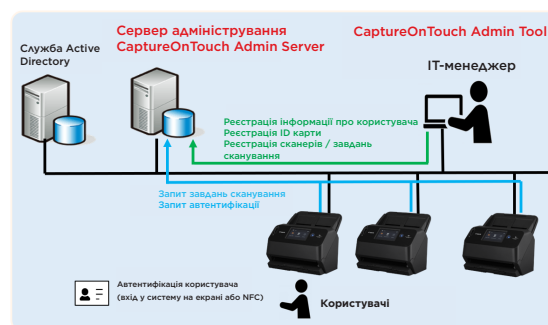 Служба Active
Directory
Сервер адміністрування
CaptureOnTouch Admin Server
CaptureOnTouch Admin Tool
ІТ-менеджер
Реєстрація інформації про користувача
Реєстрація ID карти
Реєстрація сканерів / завдань
сканування
Запит завдань сканування
Запит автентифікації
Автентифікація користувача
(вхід у систему на екрані або NFC)
Користувачі